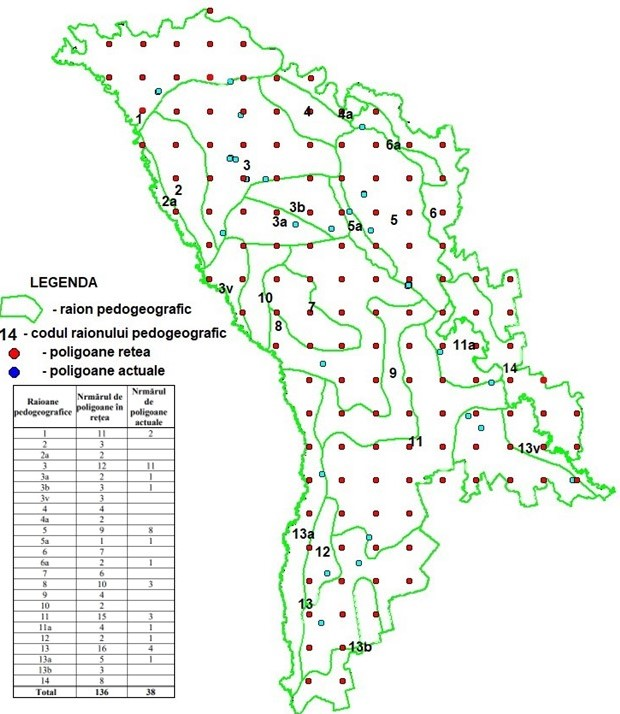 1
4
4a
6a
3
2
2a
3b
3a
5a
5
6
3v
10
7
8
11a
14
9
11
13v
13a
12
13
13b
LEGENDA
- raion pedogeografic
14 - codul raionului pedogeografic
- poligoane retea
- poligoane actuale
Raioane pedogeografice Nrmărul de poligoane în rețea Nrmărul de poligoane actuale
1 11 2
2 3
2a 2
3 12 11
3a 2 1
3b 3 1
3v 3
4 4
4a 2
5 9 8
5a 1 1
6 7
6a 2 1
7 6
8 10 3
9 4
10 2
11 15 3
11a 4 1
12 2 1
13 16 4
13a 5 1
13b 3
14 8
Total 136 38